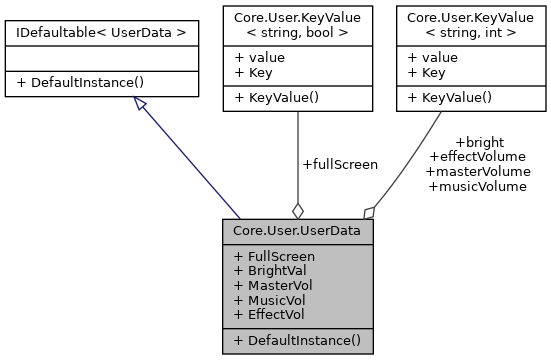 IDefaultable< UserData >
+ DefaultInstance()
Core.User.KeyValue
< string, bool >
+ value
+ Key
+ KeyValue()
Core.User.KeyValue
< string, int >
+ value
+ Key
+ KeyValue()
+fullScreen
+bright
+effectVolume
+masterVolume
+musicVolume
Core.User.UserData
+ FullScreen
+ BrightVal
+ MasterVol
+ MusicVol
+ EffectVol
+ DefaultInstance()